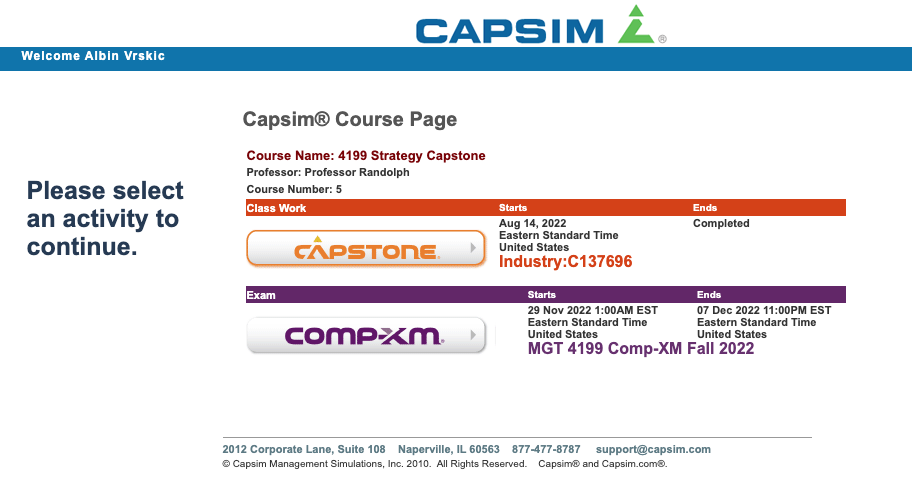 CAPSIM ®
Welcome Albin Vrskic
Capsim® Course Page
Please select
an activity to
continue.
Course Name: 4199 Strategy Capstone
Professor: Professor Randolph
Course Number: 5
Class Work Starts Ends
CAPSTONE.
Aug 14, 2022
Eastern Standard Time
United States
Industry:C137696
Completed
Exam Starts Ends
COMP-XM.
29 Nov 2022 1:00AM EST
Eastern Standard Time
United States
07 Dec 2022 11:00PM EST
Eastern Standard Time
United States
MGT 4199 Comp-XM Fall 2022
2012 Corporate Lane, Suite 108 Naperville, IL 60563 877-477-8787 support@capsim.com
© Capsim Management Simulations, Inc. 2010. All Rights Reserved. Capsim® and Capsim.com®.